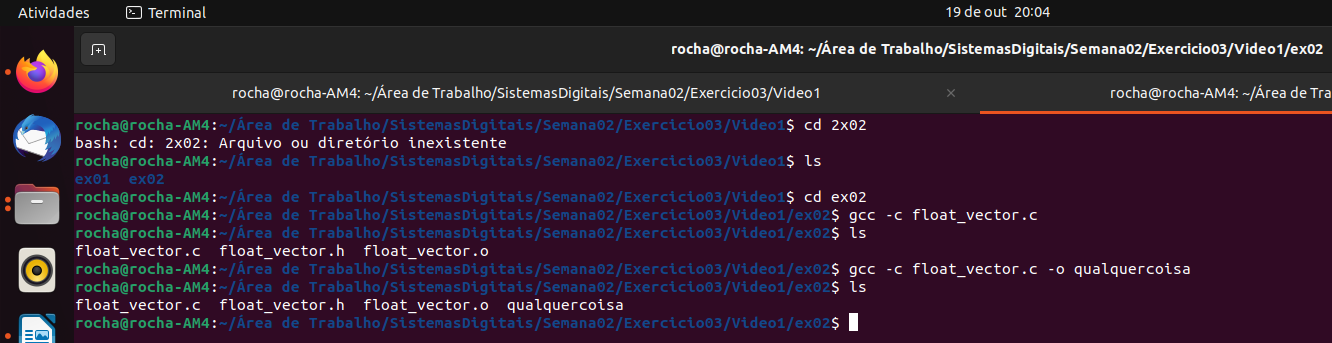 Atividades Terminal 19 de out 20:04
rocha@rocha-AM4: ~/Área de Trabalho/SistemasDigitais/Semana02/Exercicio03/Video1/ex02
rocha@rocha-AM4: ~/Área de Trabalho/SistemasDigitais/Semana02/Exercicio03/Video1 × rocha@rocha-AM4: ~/Área de Tra
rocha@rocha-AM4:~/Área de Trabalho/SistemasDigitais/Semana02/Exercicio03/Video1$ cd 2x02
bash: cd: 2x02: Arquivo ou diretório inexistente
rocha@rocha-AM4:~/Área de Trabalho/SistemasDigitais/Semana02/Exercicio03/Video1$ ls
ex01 ex02
rocha@rocha-AM4:~/Área de Trabalho/SistemasDigitais/Semana02/Exercicio03/Video1$ cd ex02
rocha@rocha-AM4:~/Área de Trabalho/SistemasDigitais/Semana02/Exercicio03/Video1/ex02$ gcc -c float_vector.c
rocha@rocha-AM4:~/Área de Trabalho/SistemasDigitais/Semana02/Exercicio03/Video1/ex02$ ls
float_vector.c float_vector.h float_vector.o
rocha@rocha-AM4:~/Área de Trabalho/SistemasDigitais/Semana02/Exercicio03/Video1/ex02$ gcc -c float_vector.c -o qualquercoisa
rocha@rocha-AM4:~/Área de Trabalho/SistemasDigitais/Semana02/Exercicio03/Video1/ex02$ ls
float_vector.c float_vector.h float_vector.o qualquercoisa
rocha@rocha-AM4:~/Área de Trabalho/SistemasDigitais/Semana02/Exercicio03/Video1/ex02$